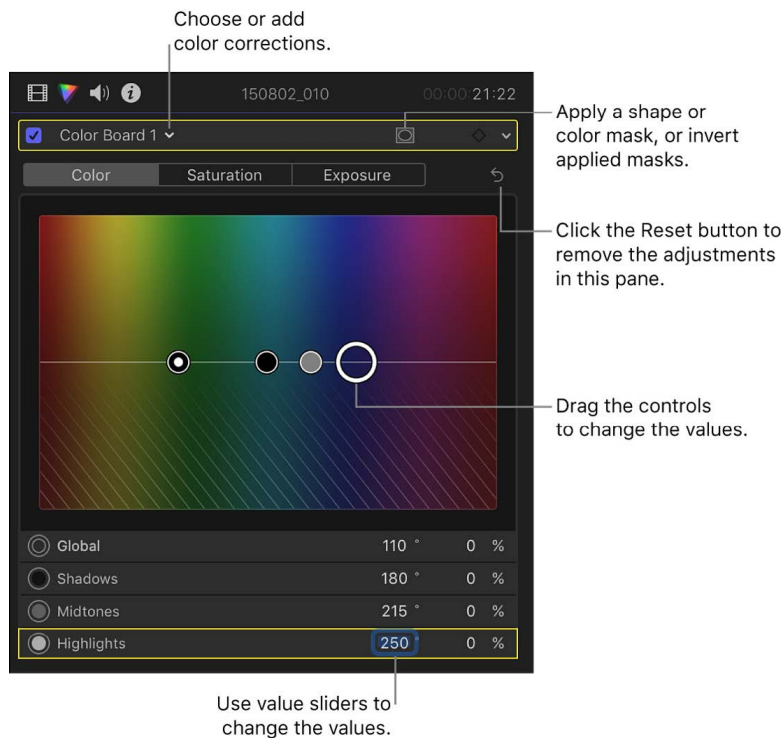 Choose or add
color corrections.
150802_010 00:00:21:22
Color Board 1
Apply a shape or
color mask, or invert
applied masks.
Color Saturation Exposure
Click the Reset button to
remove the adjustments
in this pane.
Drag the controls
to change the values.
Global 110 ° 0 %
Shadows 180 ° 0 %
Midtones 215 ° 0 %
Highlights 250 ° 0 %
Use value sliders to
change the values.